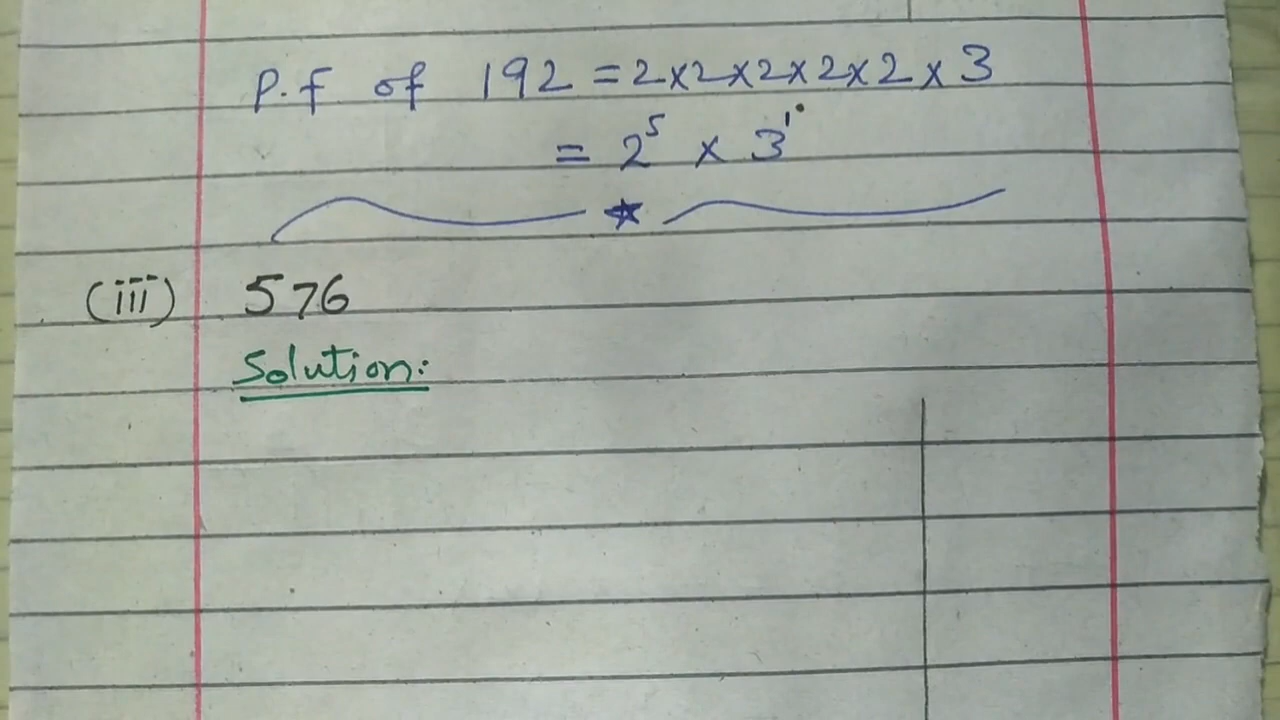 P.f of 192 = 2×2×2×2×2×3
= 2⁵ × 3¹
(iii) 576
Solution: